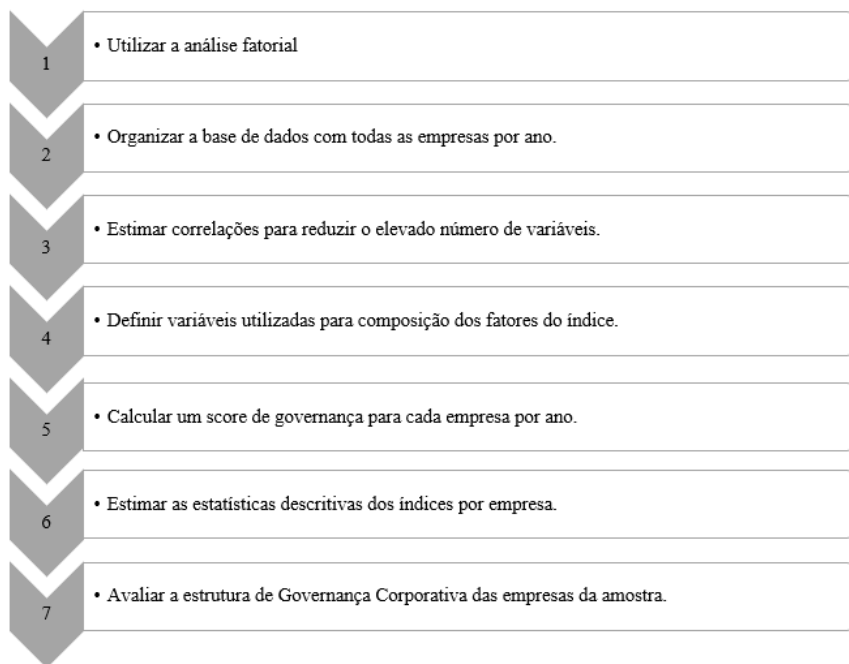 1 • Utilizar a análise fatorial
2 • Organizar a base de dados com todas as empresas por ano.
3 • Estimar correlações para reduzir o elevado número de variáveis.
4 • Definir variáveis utilizadas para composição dos fatores do índice.
5 • Calcular um score de governança para cada empresa por ano.
6 • Estimar as estatísticas descritivas dos índices por empresa.
7 • Avaliar a estrutura de Governança Corporativa das empresas da amostra.